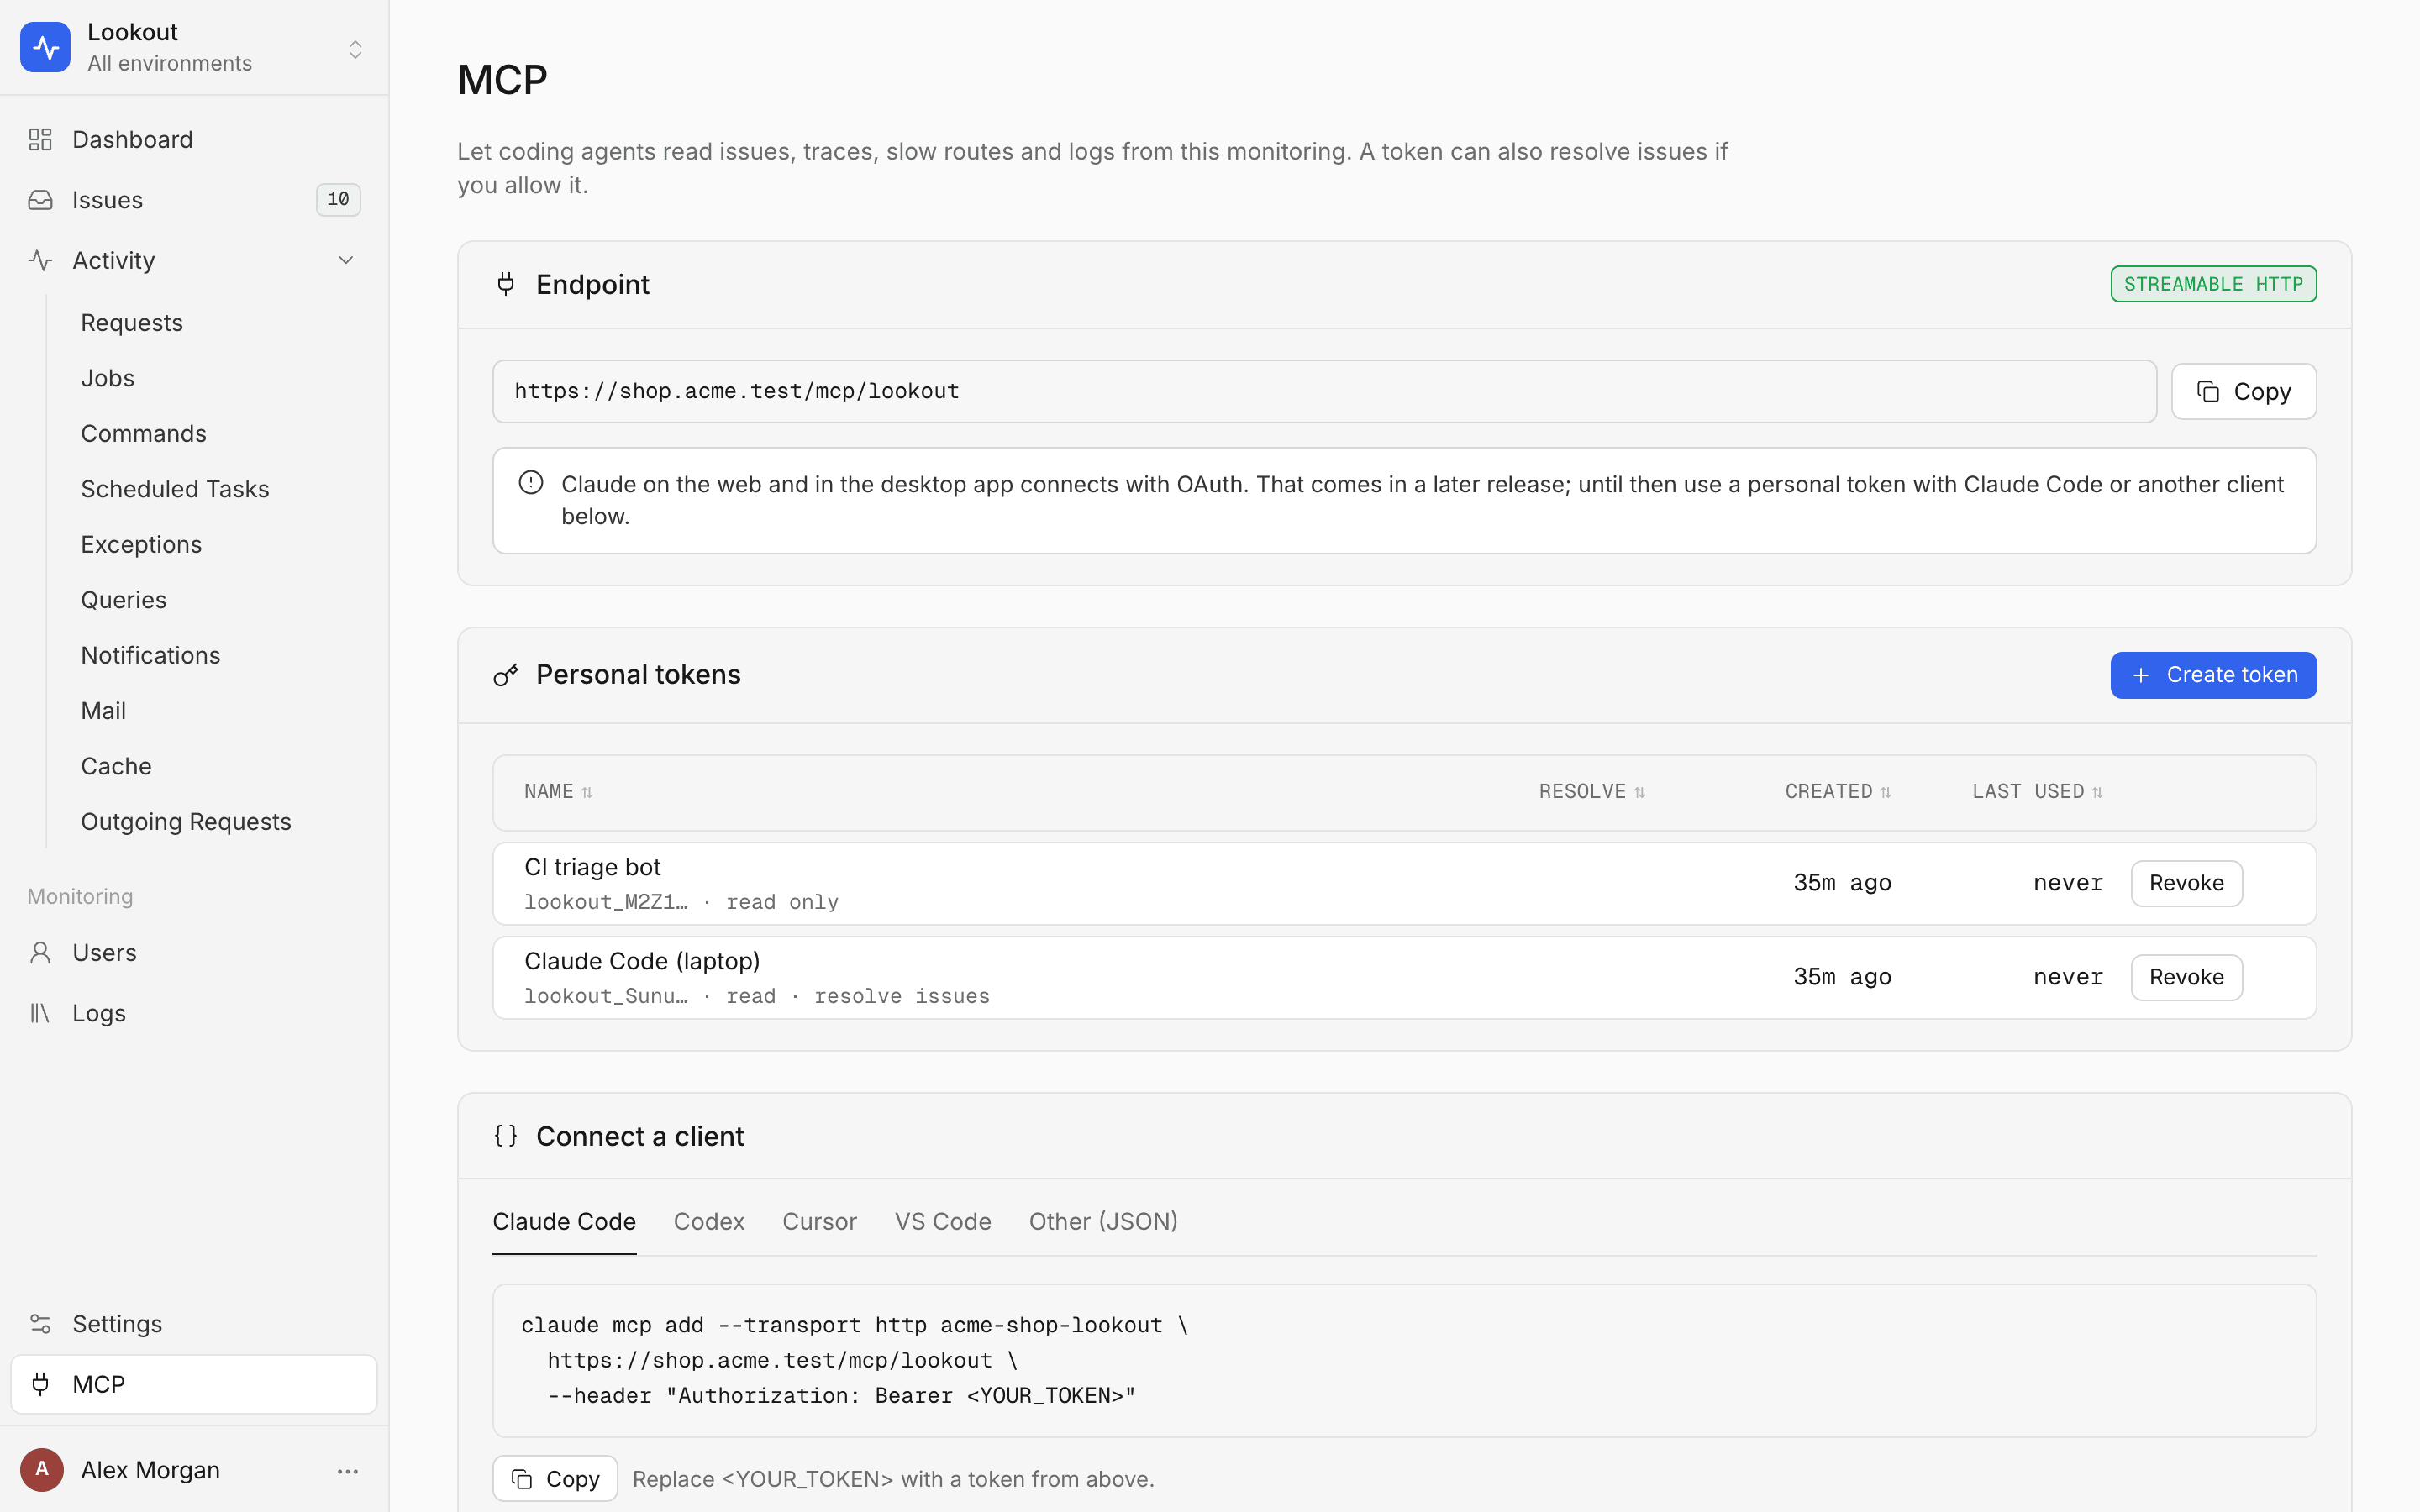 Lookout
All environments
Dashboard
Issues 10
Activity
Requests
Jobs
Commands
Scheduled Tasks
Exceptions
Queries
Notifications
Mail
Cache
Outgoing Requests
Monitoring
Users
Logs
Settings
MCP
A Alex Morgan
MCP
Let coding agents read issues, traces, slow routes and logs from this monitoring. A token can also resolve issues if
you allow it.
Endpoint STREAMABLE HTTP
https://shop.acme.test/mcp/lookout Copy
Claude on the web and in the desktop app connects with OAuth. That comes in a later release; until then use a personal token with Claude Code or another client
below.
Personal tokens + Create token
NAME RESOLVE CREATED LAST USED
CI triage bot
lookout_M2Z1… · read only 35m ago never Revoke
Claude Code (laptop)
lookout_Sunu… · read · resolve issues 35m ago never Revoke
Connect a client
Claude Code Codex Cursor VS Code Other (JSON)
claude mcp add --transport http acme-shop-lookout \
https://shop.acme.test/mcp/lookout \
--header "Authorization: Bearer <YOUR_TOKEN>"
Copy Replace <YOUR_TOKEN> with a token from above.